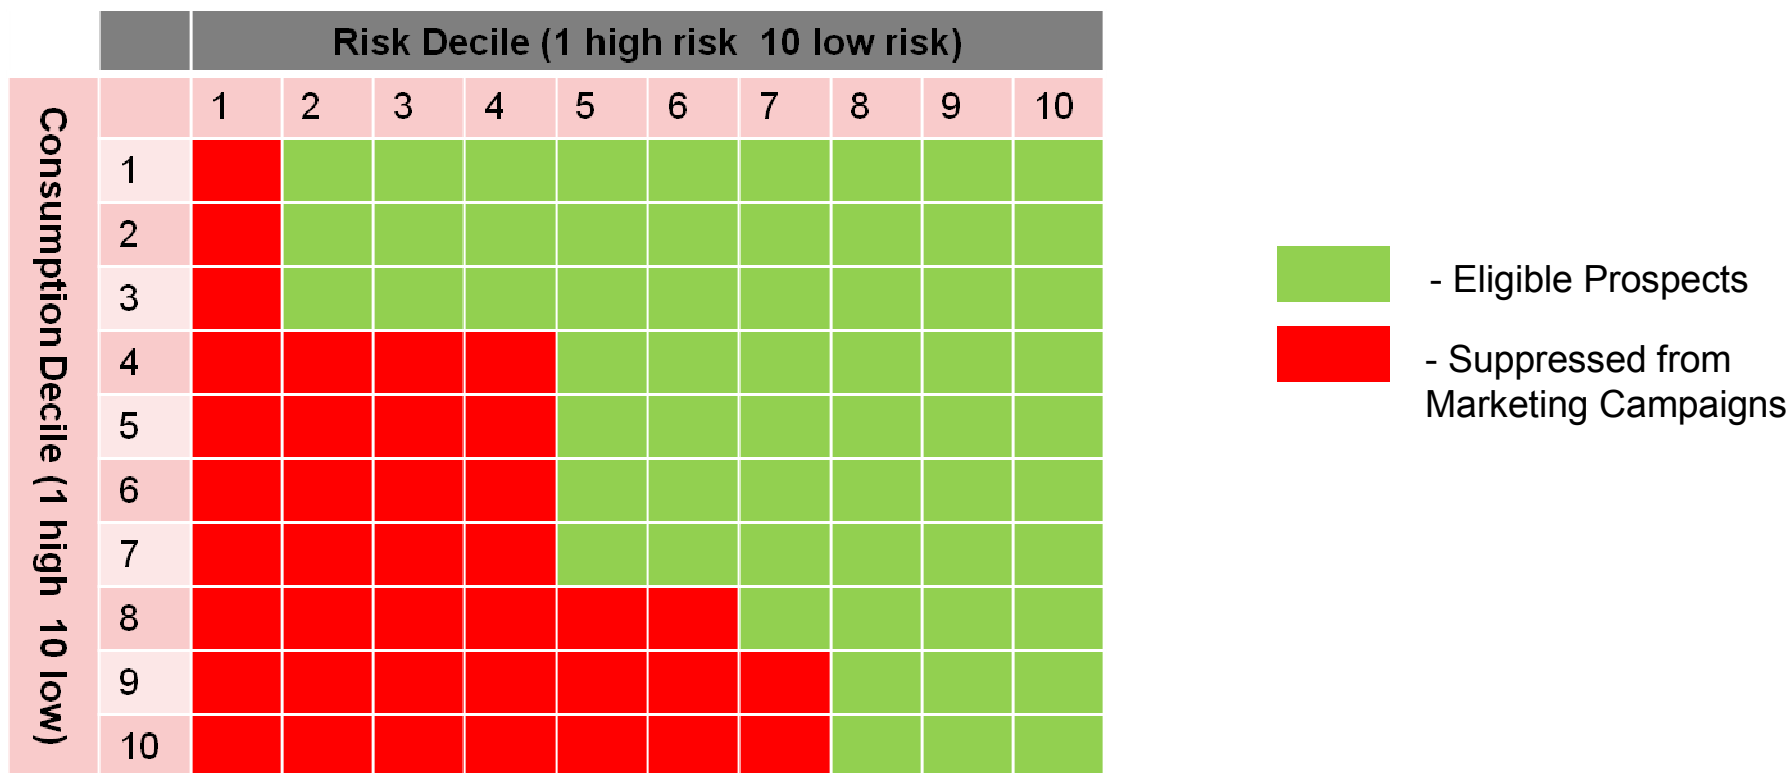 Risk Decile (1 high risk  10 low risk)
Consumption Decile (1 high  10 low)
1 2 3 4 5 6 7 8 9 10
1
2
3
4
5
6
7
8
9
10
- Eligible Prospects
- Suppressed from
Marketing Campaigns